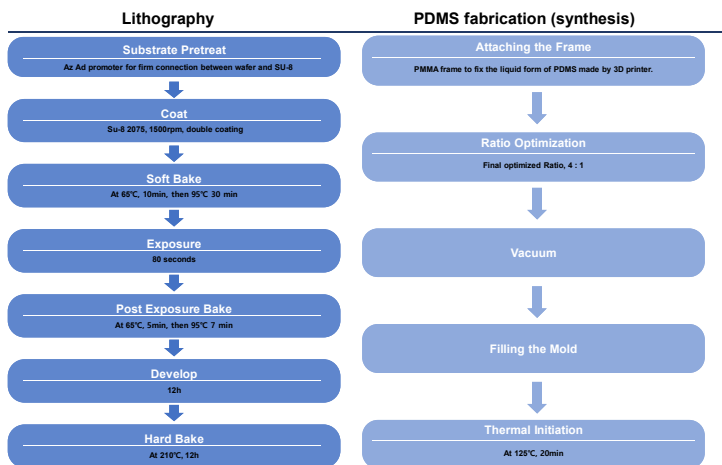 Lithography
Substrate Pretreat
Az Ad promoter for firm connection between wafer and SU-8
Coat
Su-8 2075, 1500rpm, double coating
Soft Bake
At 65℃, 10min, then 95℃ 30 min
Exposure
80 seconds
Post Exposure Bake
At 65℃, 5min, then 95℃ 7 min
Develop
12h
Hard Bake
At 210℃, 12h
PDMS fabrication (synthesis)
Attaching the Frame
PMMA frame to fix the liquid form of PDMS made by 3D printer.
Ratio Optimization
Final optimized Ratio, 4 : 1
Vacuum
Filling the Mold
Thermal Initiation
At 125℃, 20min